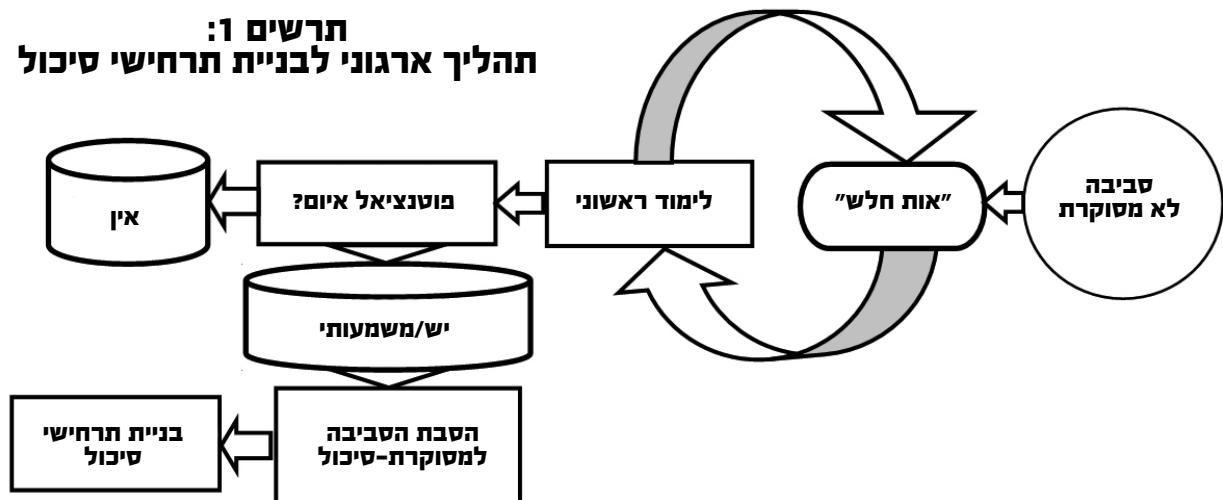 תרשים 1:
תהליך ארגוני לבניית תרחישי סיכול
סביבה
לא מסוקרת
"אות חלש"
לימוד ראשוני
פוטנציאל איום?
אין
יש/משמעותי
הסבת הסביבה
למסוקרת-סיכול
בניית תרחישי
סיכול